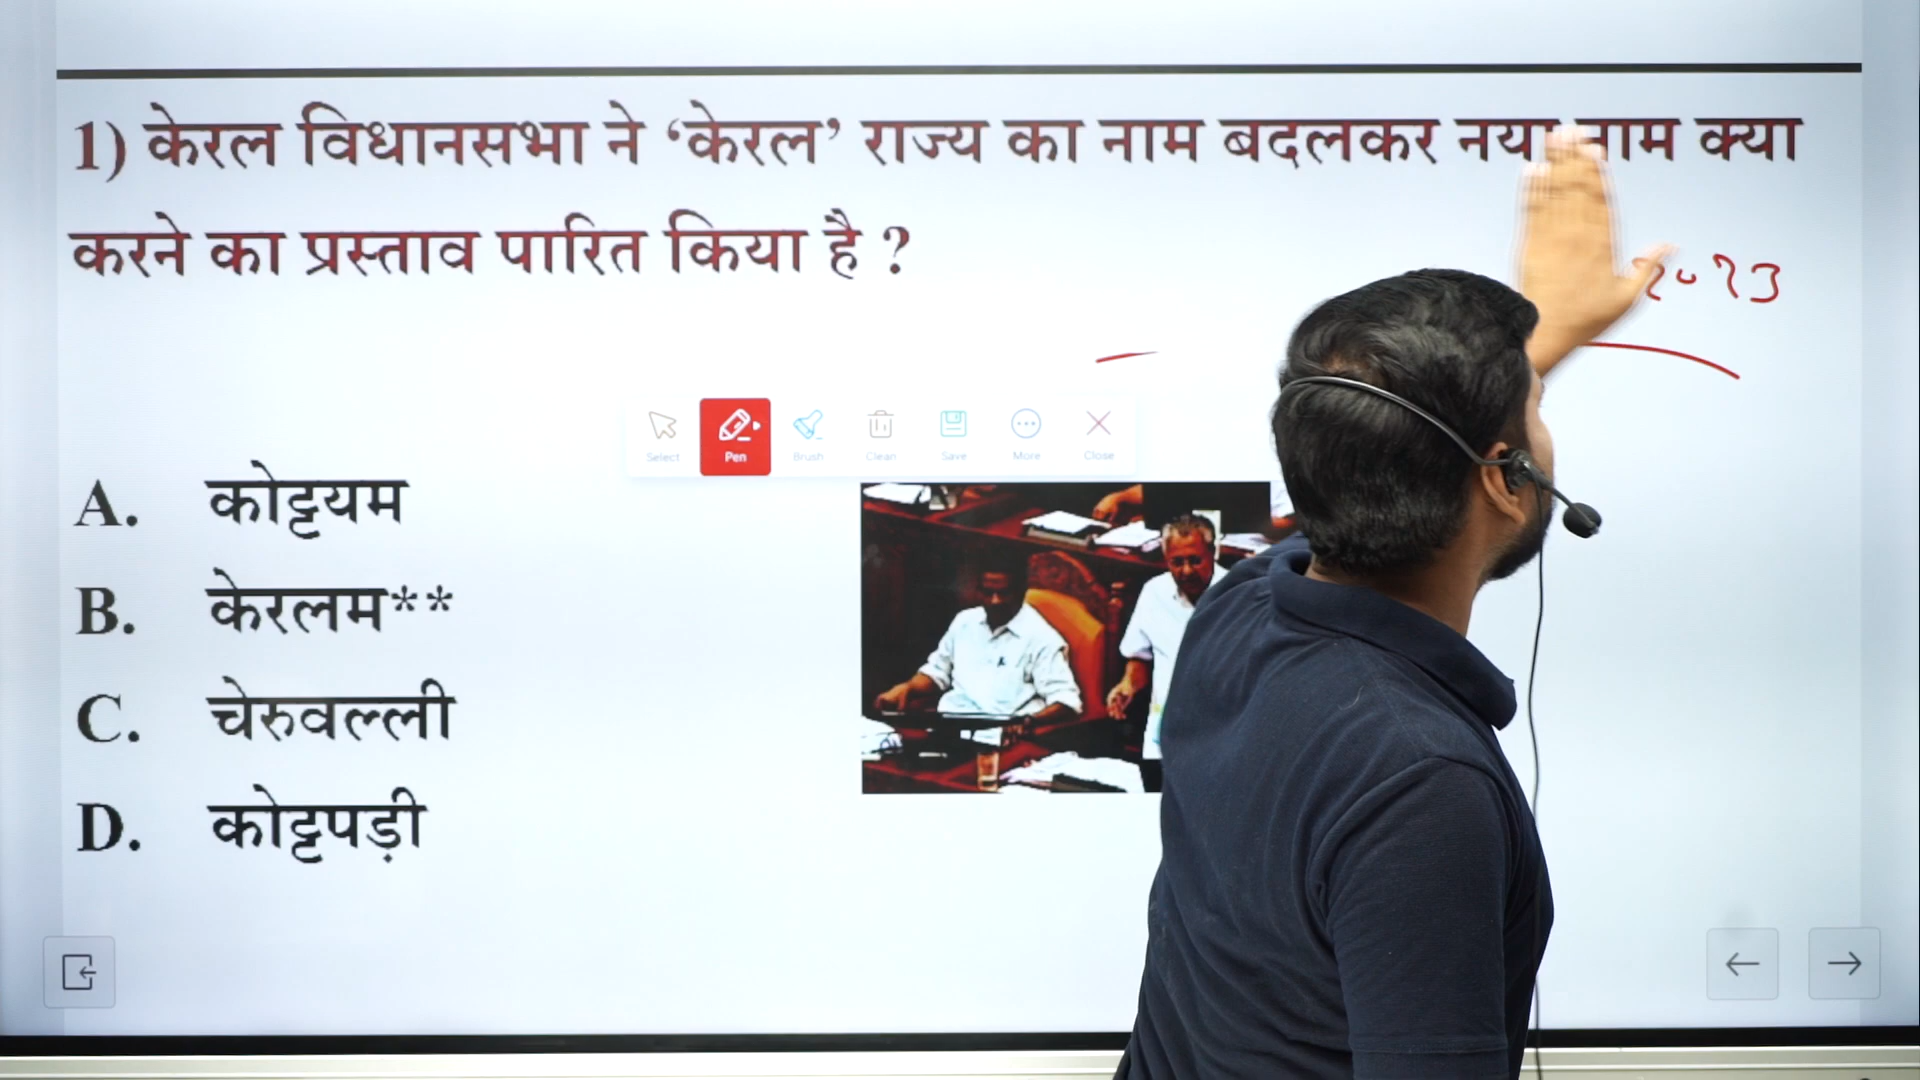 1) केरल विधानसभा ने ‘केरल’ राज्य का नाम बदलकर नया नाम क्या
करने का प्रस्ताव पारित किया है ?
2023
Select Pen Brush Clean Save More Close
A. कोट्टयम
B. केरलम**
C. चेरुवल्ली
D. कोट्टपड़ी